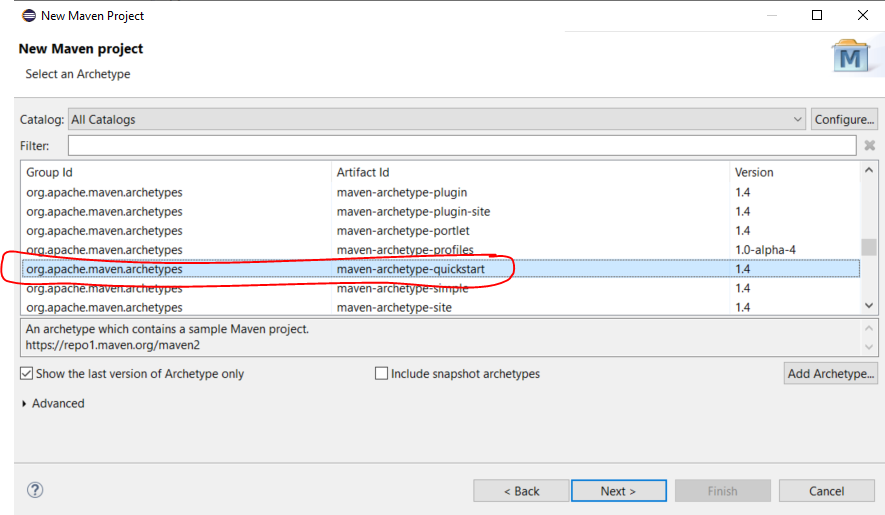 New Maven Project
New Maven project
Select an Archetype
M
Catalog: All Catalogs Configure...
Filter:
Group Id Artifact Id Version
org.apache.maven.archetypes maven-archetype-plugin 1.4
org.apache.maven.archetypes maven-archetype-plugin-site 1.4
org.apache.maven.archetypes maven-archetype-portlet 1.4
org.apache.maven.archetypes maven-archetype-profiles 1.0-alpha-4
org.apache.maven.archetypes maven-archetype-quickstart 1.4
org.apache.maven.archetypes maven-archetype-simple 1.4
org.apache.maven.archetypes maven-archetype-site 1.4
An archetype which contains a sample Maven project.
https://repo1.maven.org/maven2
Show the last version of Archetype only Include snapshot archetypes Add Archetype...
Advanced
? < Back Next > Finish Cancel